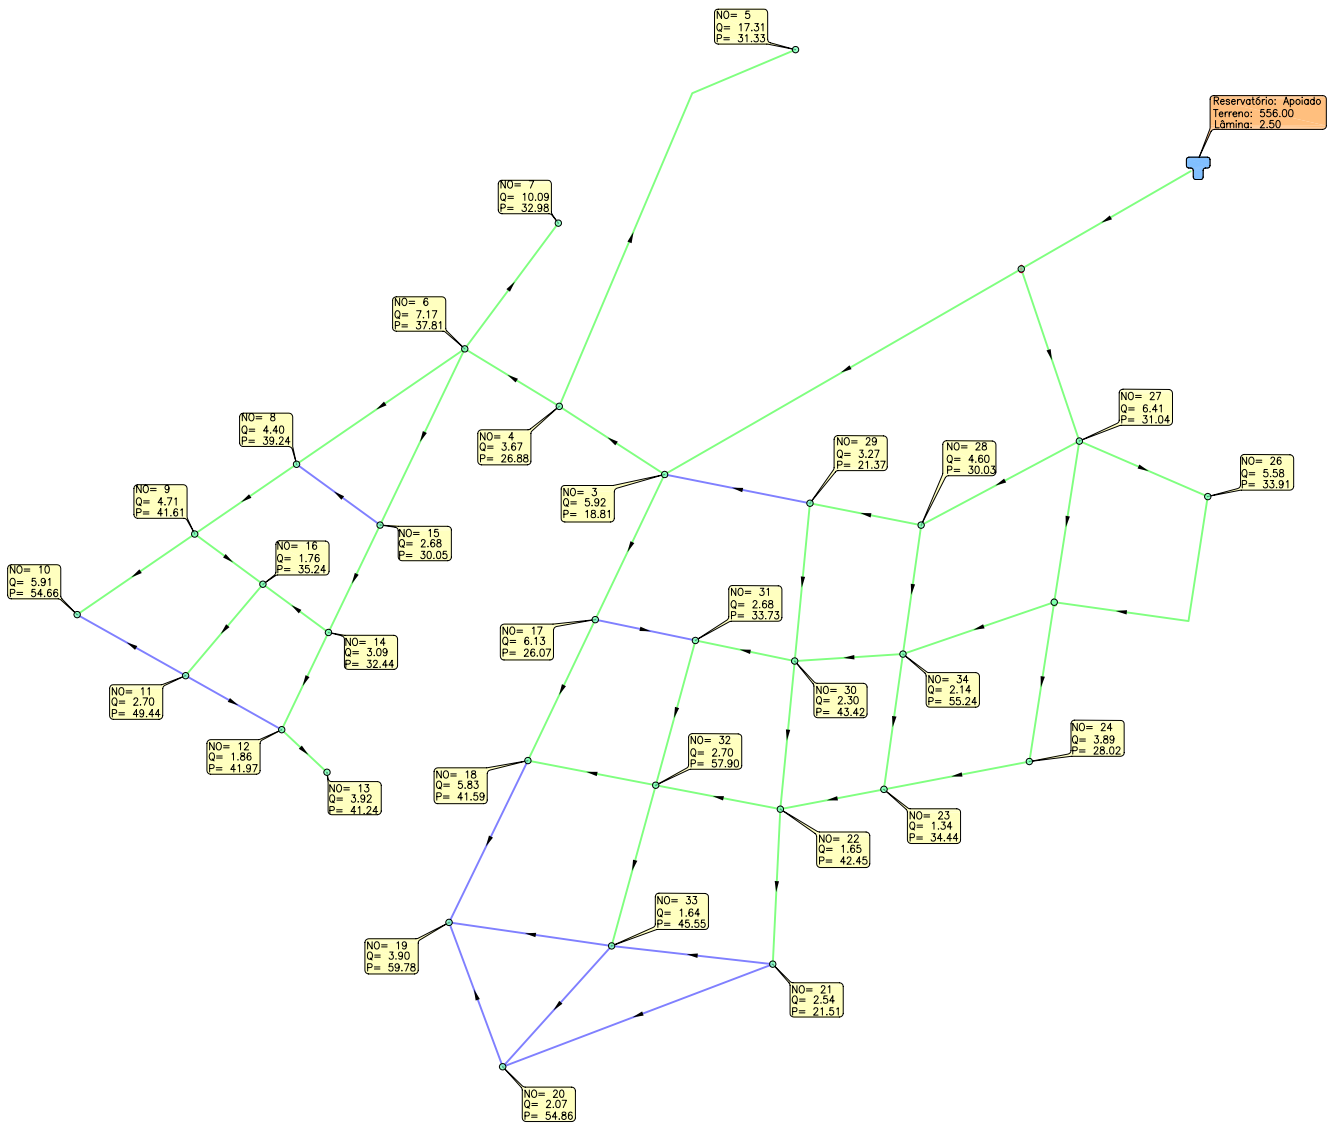 NO= 5
Q= 17.31
P= 31.33
Reservatório: Apoiado
Terreno: 556.00
Lâmina: 2.50
NO= 7
Q= 10.09
P= 32.98
NO= 6
Q= 7.17
P= 37.81
NO= 27
Q= 6.41
P= 31.04
NO= 8
Q= 4.40
P= 39.24
NO= 4
Q= 3.67
P= 26.88
NO= 29
Q= 3.27
P= 21.37
NO= 28
Q= 4.60
P= 30.03
NO= 26
Q= 5.58
P= 33.91
NO= 9
Q= 4.71
P= 41.61
NO= 3
Q= 5.92
P= 18.81
NO= 15
Q= 2.68
P= 30.05
NO= 16
Q= 1.76
P= 35.24
NO= 10
Q= 5.91
P= 54.66
NO= 31
Q= 2.68
P= 33.73
NO= 17
Q= 6.13
P= 26.07
NO= 14
Q= 3.09
P= 32.44
NO= 11
Q= 2.70
P= 49.44
NO= 30
Q= 2.30
P= 43.42
NO= 34
Q= 2.14
P= 55.24
NO= 24
Q= 3.89
P= 28.02
NO= 12
Q= 1.86
P= 41.97
NO= 32
Q= 2.70
P= 57.90
NO= 18
Q= 5.83
P= 41.59
NO= 13
Q= 3.92
P= 41.24
NO= 23
Q= 1.34
P= 34.44
NO= 22
Q= 1.65
P= 42.45
NO= 33
Q= 1.64
P= 45.55
NO= 19
Q= 3.90
P= 59.78
NO= 21
Q= 2.54
P= 21.51
NO= 20
Q= 2.07
P= 54.86